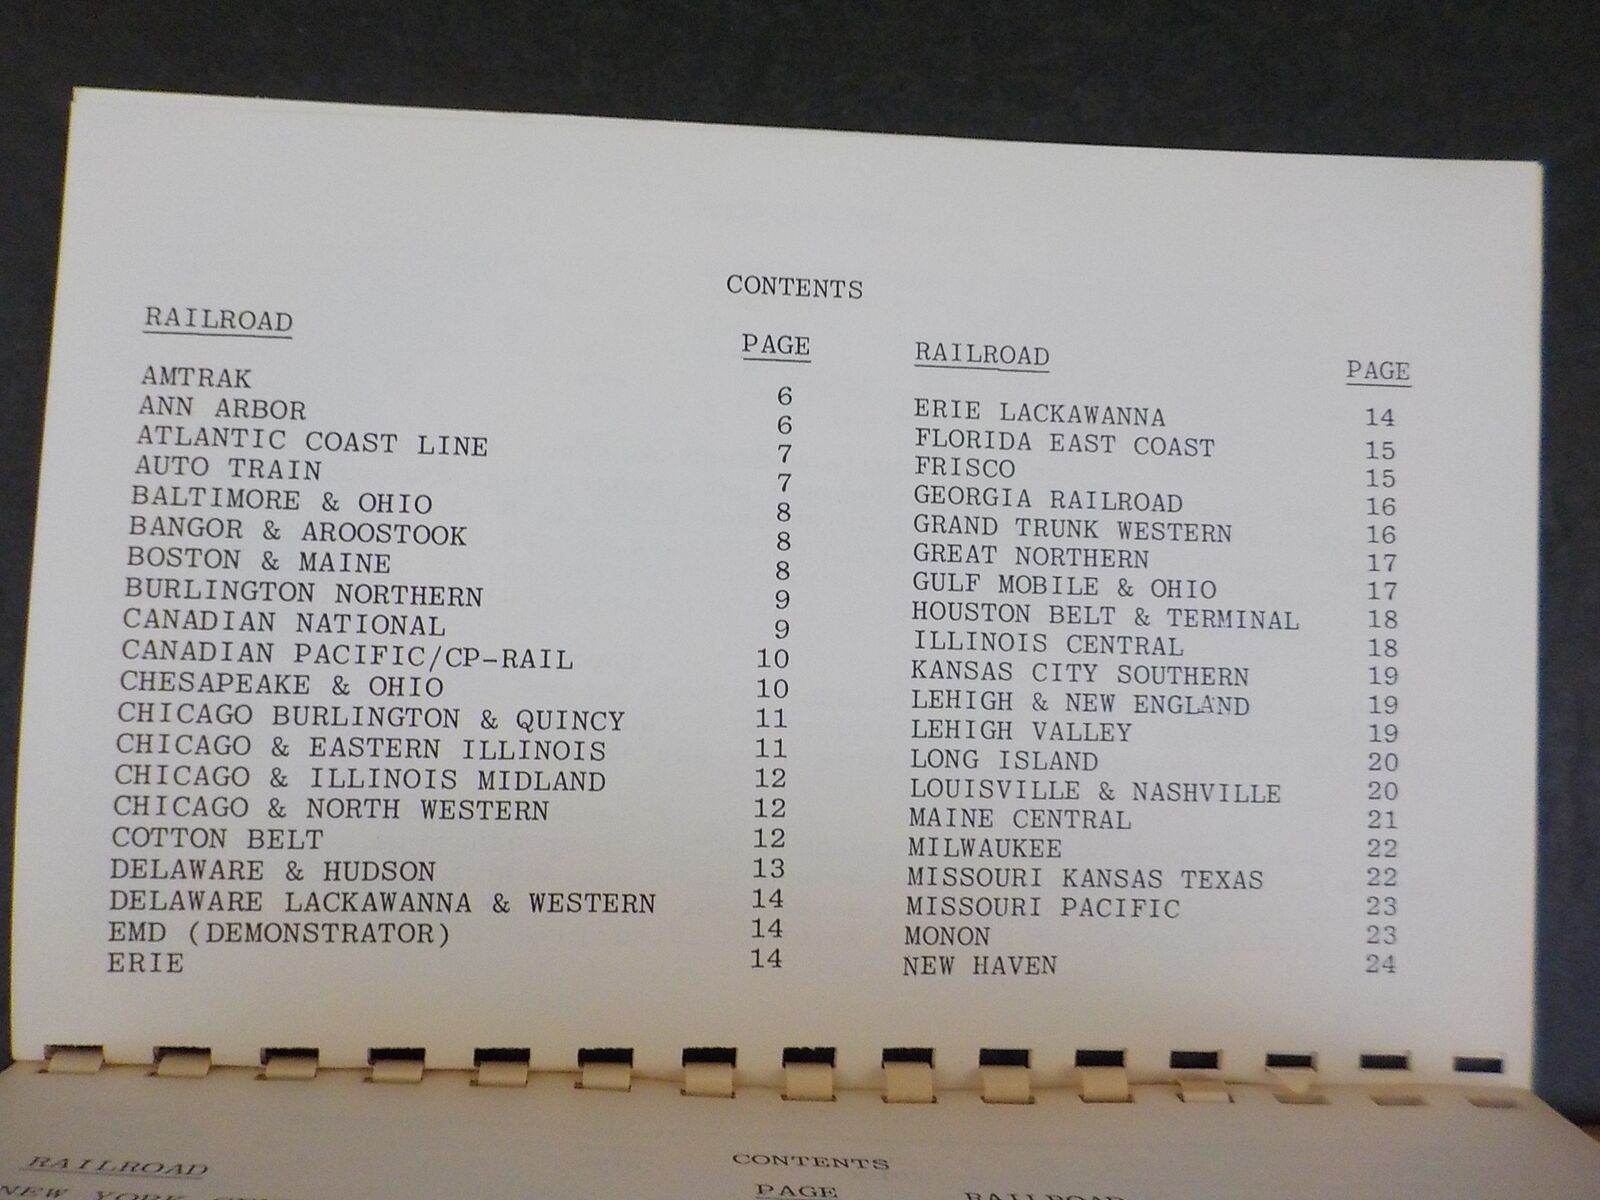 CONTENTS
RAILROAD PAGE
AMTRAK 6
ANN ARBOR 6
ATLANTIC COAST LINE 7
AUTO TRAIN 7
BALTIMORE & OHIO 8
BANGOR & AROOSTOOK 8
BOSTON & MAINE 8
BURLINGTON NORTHERN 9
CANADIAN NATIONAL 9
CANADIAN PACIFIC/CP-RAIL 10
CHESAPEAKE & OHIO 10
CHICAGO BURLINGTON & QUINCY 11
CHICAGO & EASTERN ILLINOIS 11
CHICAGO & ILLINOIS MIDLAND 12
CHICAGO & NORTH WESTERN 12
COTTON BELT 12
DELAWARE & HUDSON 13
DELAWARE LACKAWANNA & WESTERN 14
EMD (DEMONSTRATOR) 14
ERIE 14
RAILROAD PAGE
ERIE LACKAWANNA 14
FLORIDA EAST COAST 15
FRISCO 15
GEORGIA RAILROAD 16
GRAND TRUNK WESTERN 16
GREAT NORTHERN 17
GULF MOBILE & OHIO 17
HOUSTON BELT & TERMINAL 18
ILLINOIS CENTRAL 18
KANSAS CITY SOUTHERN 19
LEHIGH & NEW ENGLAND 19
LEHIGH VALLEY 19
LONG ISLAND 20
LOUISVILLE & NASHVILLE 20
MAINE CENTRAL 21
MILWAUKEE 22
MISSOURI KANSAS TEXAS 22
MISSOURI PACIFIC 23
MONON 23
NEW HAVEN 24
CONTENTS
RAILROAD PAGE RAILROAD
NEW YORK